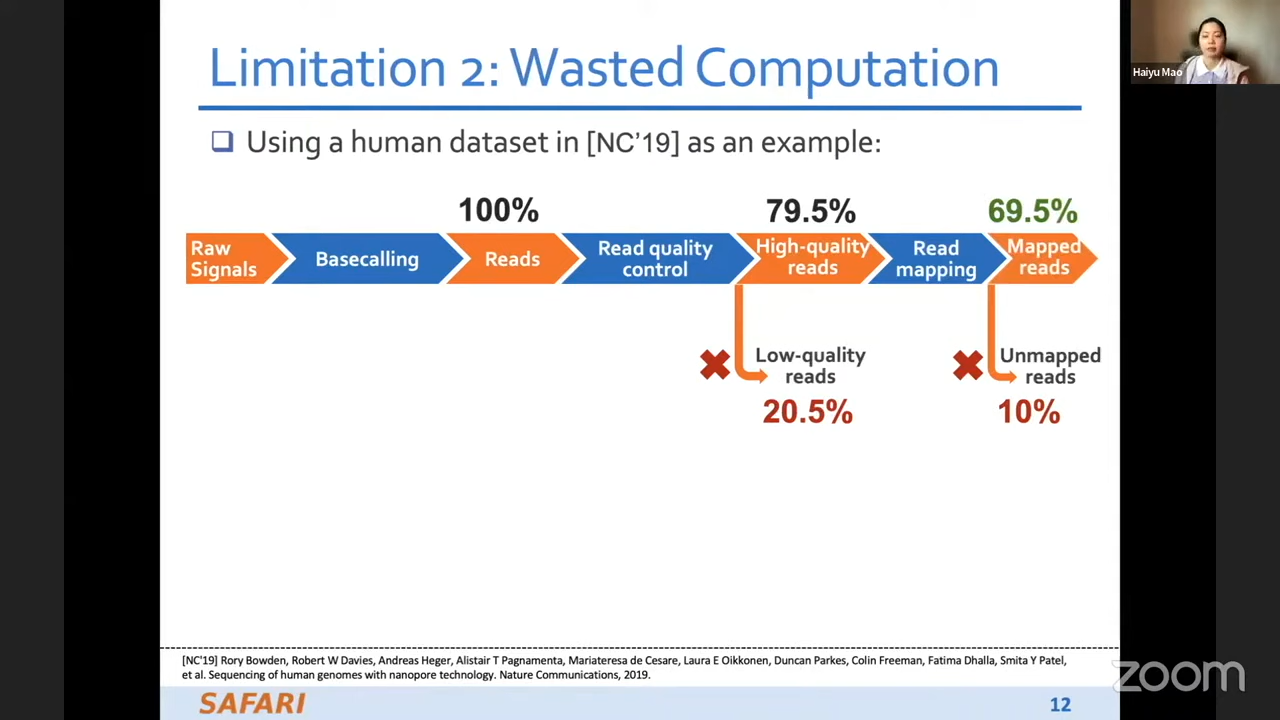 Limitation 2: Wasted Computation
Haiyu Mao
❑ Using a human dataset in [NC’19] as an example:
100%
79.5%
69.5%
Raw
Signals
Basecalling
Reads
Read quality
control
High-quality
reads
Read
mapping
Mapped
reads
Low-quality
reads
20.5%
Unmapped
reads
10%
[NC'19] Rory Bowden, Robert W Davies, Andreas Heger, Alistair T Pagnamenta, Mariateresa de Cesare, Laura E Oikkonen, Duncan Parkes, Colin Freeman, Fatima Dhalla, Smita Y Patel,
et al. Sequencing of human genomes with nanopore technology. Nature Communications, 2019.
SAFARI
12
zoom